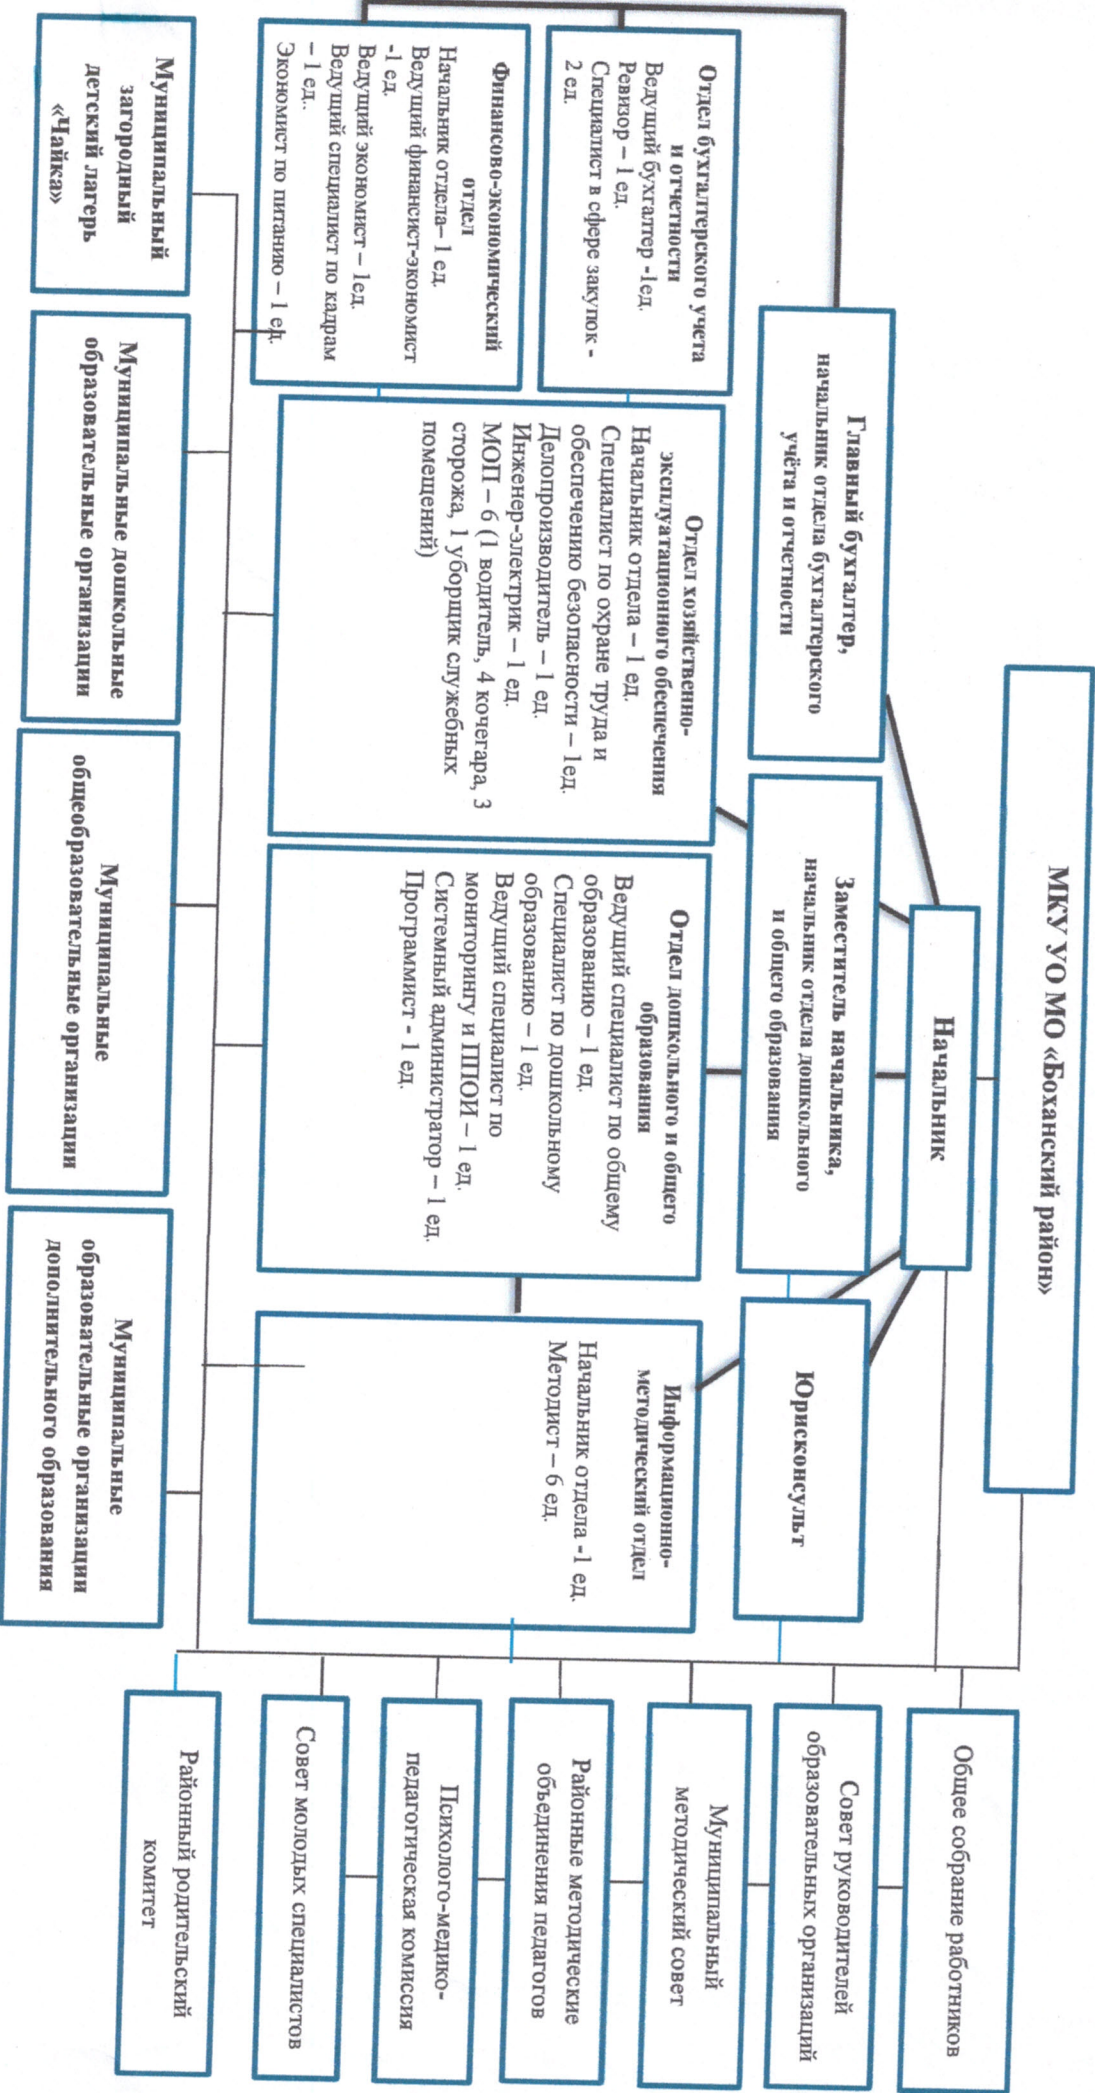 МКУ УО МО «Боханский район»
Начальник
Главный бухгалтер,
начальник отдела бухгалтерского
учёта и отчетности
Заместитель начальника,
начальник отдела дошкольного
и общего образования
Юрисконсульт
Отдел бухгалтерского учета
и отчетности
Ведущий бухгалтер -1ед.
Ревизор – 1 ед.
Специалист в сфере закупок -
2 ед.
Финансово-экономический
отдел
Начальник отдела– 1 ед.
Ведущий финансист-экономист
-1 ед.
Ведущий экономист – 1ед.
Ведущий специалист по кадрам
– 1 ед..
Экономист по питанию – 1 ед.
Отдел хозяйственно-
эксплуатационного обеспечения
Начальник отдела – 1 ед.
Специалист по охране труда и
обеспечению безопасности – 1ед.
Делопроизводитель – 1 ед.
Инженер-электрик – 1 ед.
МОП – 6 (1 водитель, 4 кочегара, 3
сторожа, 1 уборщик служебных
помещений)
Отдел дошкольного и общего
образования
Ведущий специалист по общему
образованию – 1 ед.
Специалист по дошкольному
образованию – 1 ед.
Ведущий специалист по
мониторингу и ГППОИ – 1 ед.
Системный администратор – 1 ед.
Программист - 1 ед.
Информационно-
методический отдел
Начальник отдела -1 ед.
Методист – 6 ед.
Муниципальный
загородный
детский лагерь
«Чайка»
Муниципальные дошкольные
образовательные организации
Муниципальные
общеобразовательные организации
Муниципальные
образовательные организации
дополнительного образования
Общее собрание работников
Совет руководителей
образовательных организаций
Муниципальный
методический совет
Районные методические
объединения педагогов
Психолого-медико-
педагогическая комиссия
Совет молодых специалистов
Районный родительский
комитет